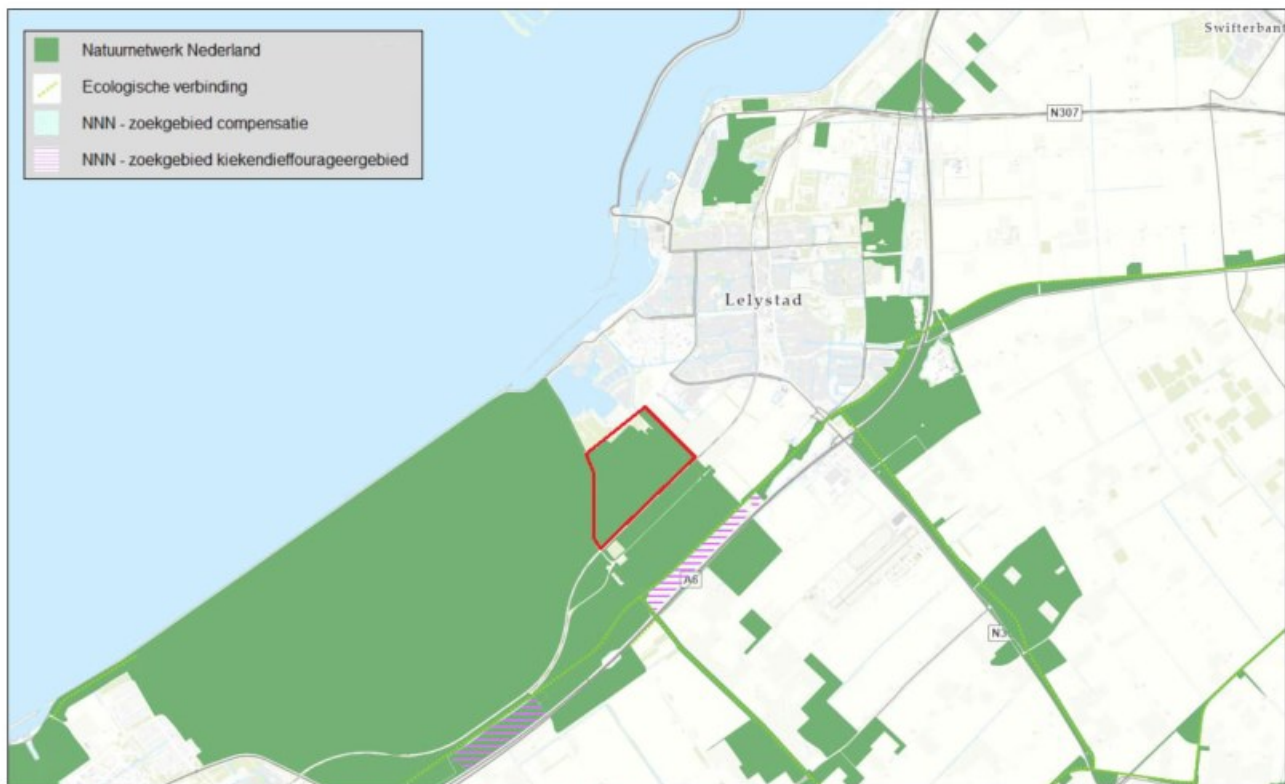 Natuurnetwerk Nederland
Ecologische verbinding
NNN - zoekgebied compensatie
NNN - zoekgebied kiekendieffourageergebied
Swifterbant
N307
Lelystad
A6